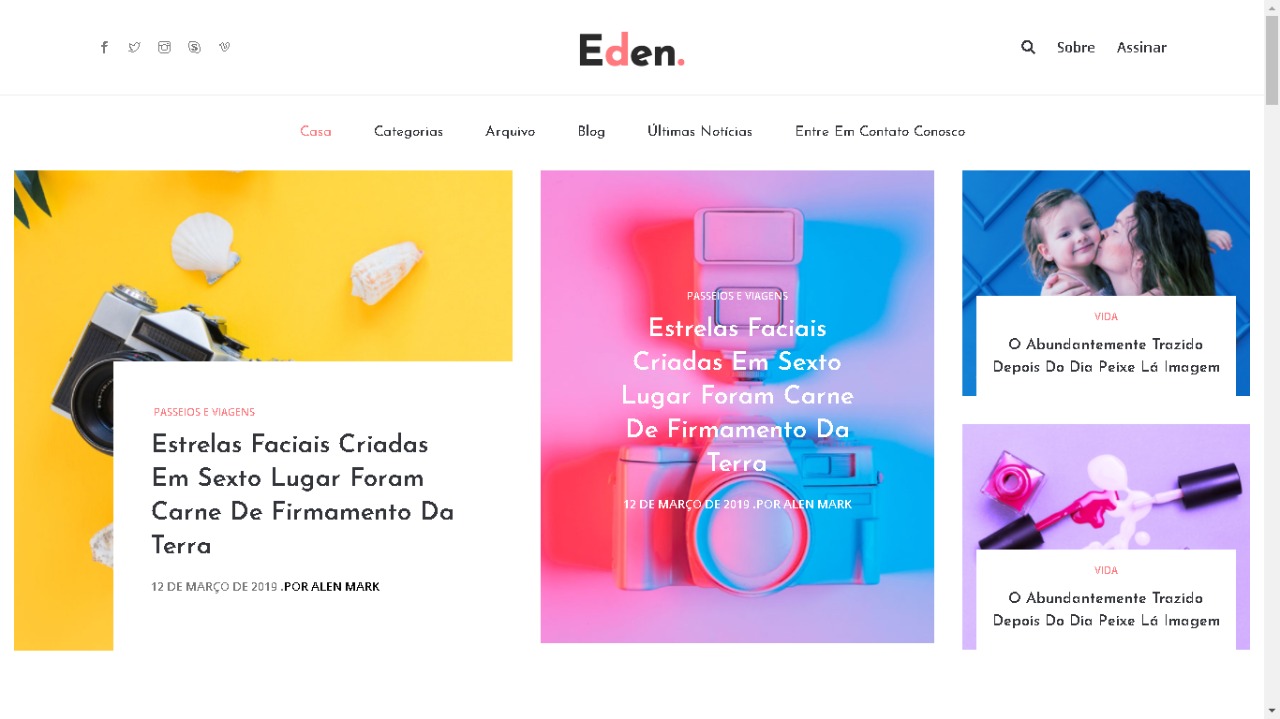 Eden.
Sobre
Assinar
Casa
Categorias
Arquivo
Blog
Últimas Notícias
Entre Em Contato Conosco
PASSEIOS E VIAGENS
Estrelas Faciais Criadas
Em Sexto Lugar Foram
Carne De Firmamento Da
Terra
12 DE MARÇO DE 2019 .POR ALEN MARK
PASSEIOS E VIAGENS
Estrelas Faciais
Criadas Em Sexto
Lugar Foram Carne
De Firmamento Da
Terra
12 DE MARÇO DE 2019 .POR ALEN MARK
VIDA
O Abundantemente Trazido
Depois Do Dia Peixe Lá Imagem
VIDA
O Abundantemente Trazido
Depois Do Dia Peixe Lá Imagem